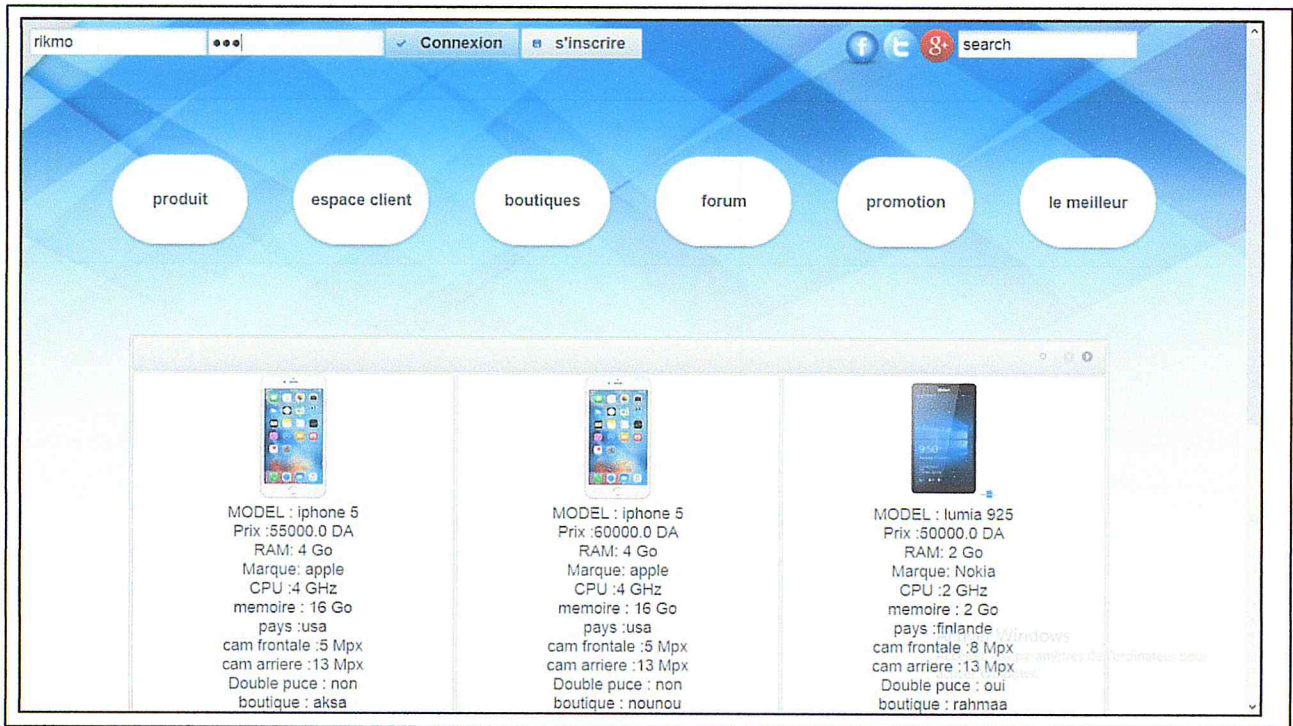 rikmo
Connexion
s'inscrire
search
produit
espace client
boutiques
forum
promotion
le meilleur
MODEL : iphone 5
Prix :55000.0 DA
RAM: 4 Go
Marque: apple
CPU :4 GHz
memoire : 16 Go
pays :usa
cam frontale :5 Mpx
cam arriere :13 Mpx
Double puce : non
boutique : aksa
MODEL : iphone 5
Prix :60000.0 DA
RAM: 4 Go
Marque: apple
CPU :4 GHz
memoire : 16 Go
pays :usa
cam frontale :5 Mpx
cam arriere :13 Mpx
Double puce : non
boutique : nounou
MODEL : lumia 925
Prix :50000.0 DA
RAM: 2 Go
Marque: Nokia
CPU :2 GHz
memoire : 2 Go
pays :finlande
cam frontale :8 Mpx
cam arriere :13 Mpx
Double puce : oui
boutique : rahmaa
Windows